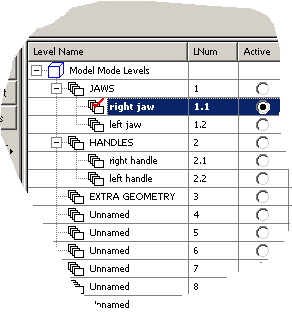 Level Name LNum Active
Model Mode Levels
JAWS 1
right jaw 1.1
left jaw 1.2
HANDLES 2
right handle 2.1
left handle 2.2
EXTRA GEOMETRY 3
Unnamed 4
Unnamed 5
Unnamed 6
Unnamed 7
Unnamed 8